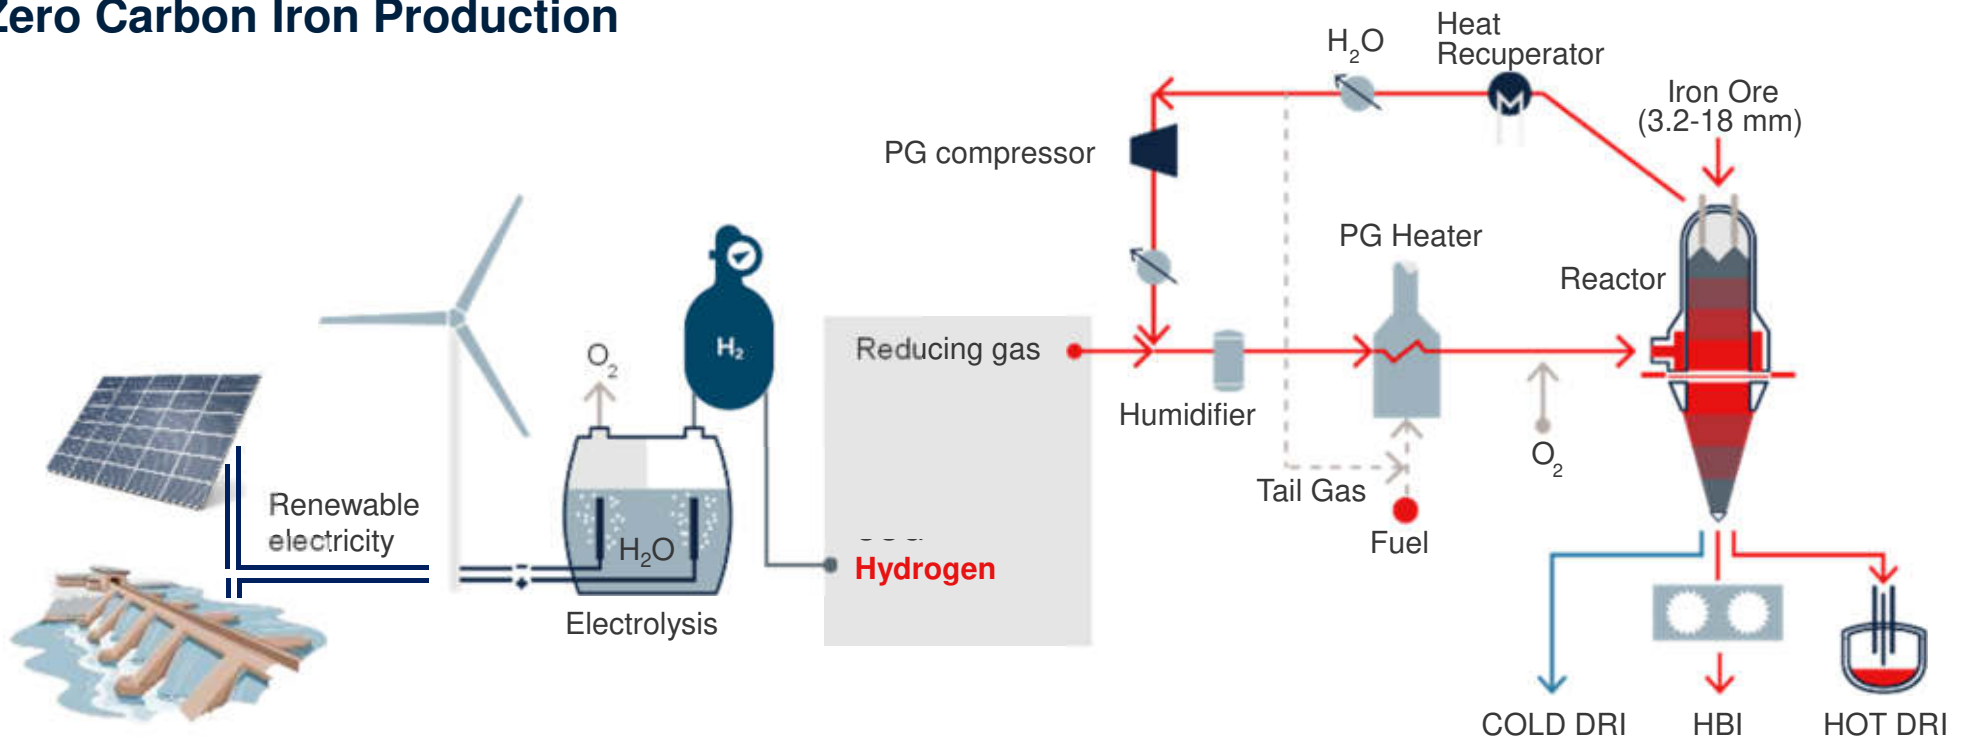 Zero Carbon Iron Production
H₂O
Heat
Recuperator
Iron Ore
(3.2-18 mm)
PG compressor
PG Heater
Reactor
O₂
H₂
Reducing gas
Humidifier
O₂
Tail Gas
Fuel
Renewable
electricity
H₂O
Hydrogen
Electrolysis
COLD DRI
HBI
HOT DRI